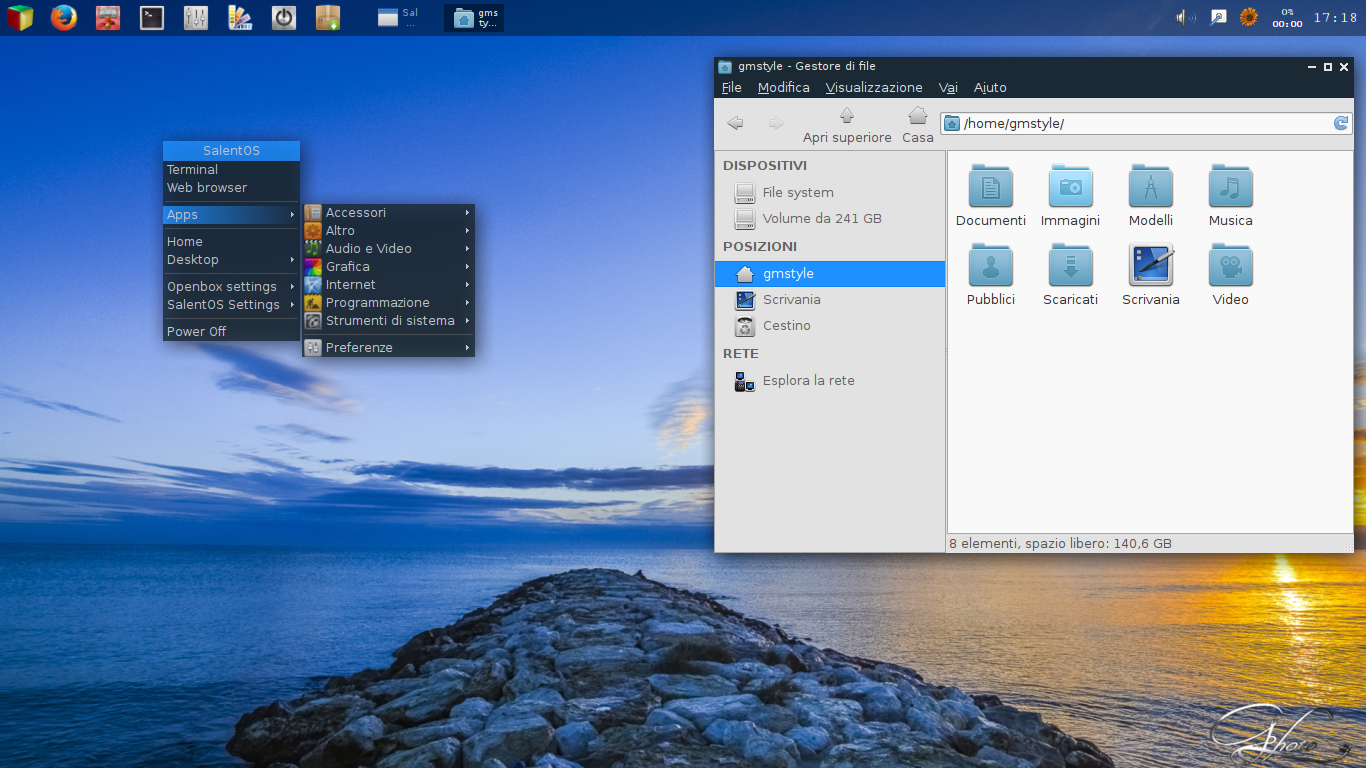 Sal
...
gms
ty...
0%
00:00
17:18
SalentOS
Terminal
Web browser
Apps
Home
Desktop
Openbox settings
SalentOS Settings
Power Off
Accessori
Altro
Audio e Video
Grafica
Internet
Programmazione
Strumenti di sistema
Preferenze
gmstyle - Gestore di file
File Modifica Visualizzazione Vai Ajuto
Apri superiore Casa /home/gmstyle/
DISPOSITIVI
File system
Volume da 241 GB
POSIZIONI
gmstyle
Scrivania
Cestino
RETE
Esplora la rete
Documenti Immagini Modelli Musica
Pubblici Scaricati Scrivania Video
8 elementi, spazio libero: 140,6 GB